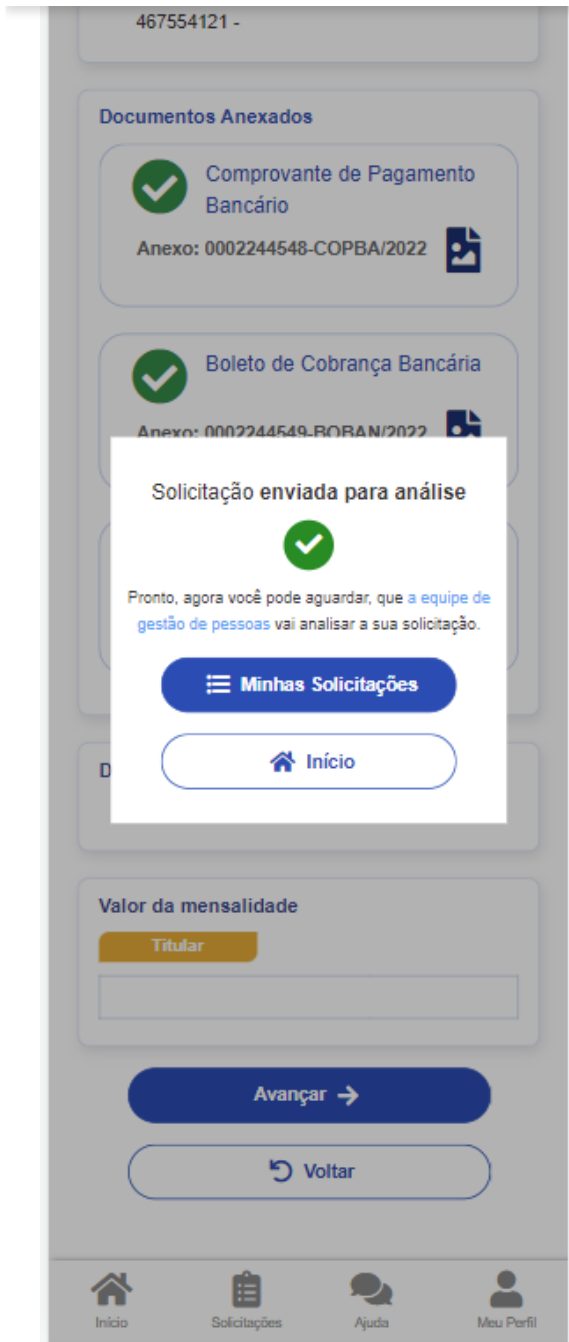 467554121 -
Documentos Anexados
Comprovante de Pagamento
Bancário
Anexo: 0002244548-COPBA/2022
Boleto de Cobrança Bancária
Anexo: 0002244549-BOBAN/2022
Solicitação enviada para análise
Pronto, agora você pode aguardar, que a equipe de
gestão de pessoas vai analisar a sua solicitação.
Minhas Solicitações
Início
D
Valor da mensalidade
Titular
Avançar
Voltar
Início Solicitações Ajuda Meu Perfil